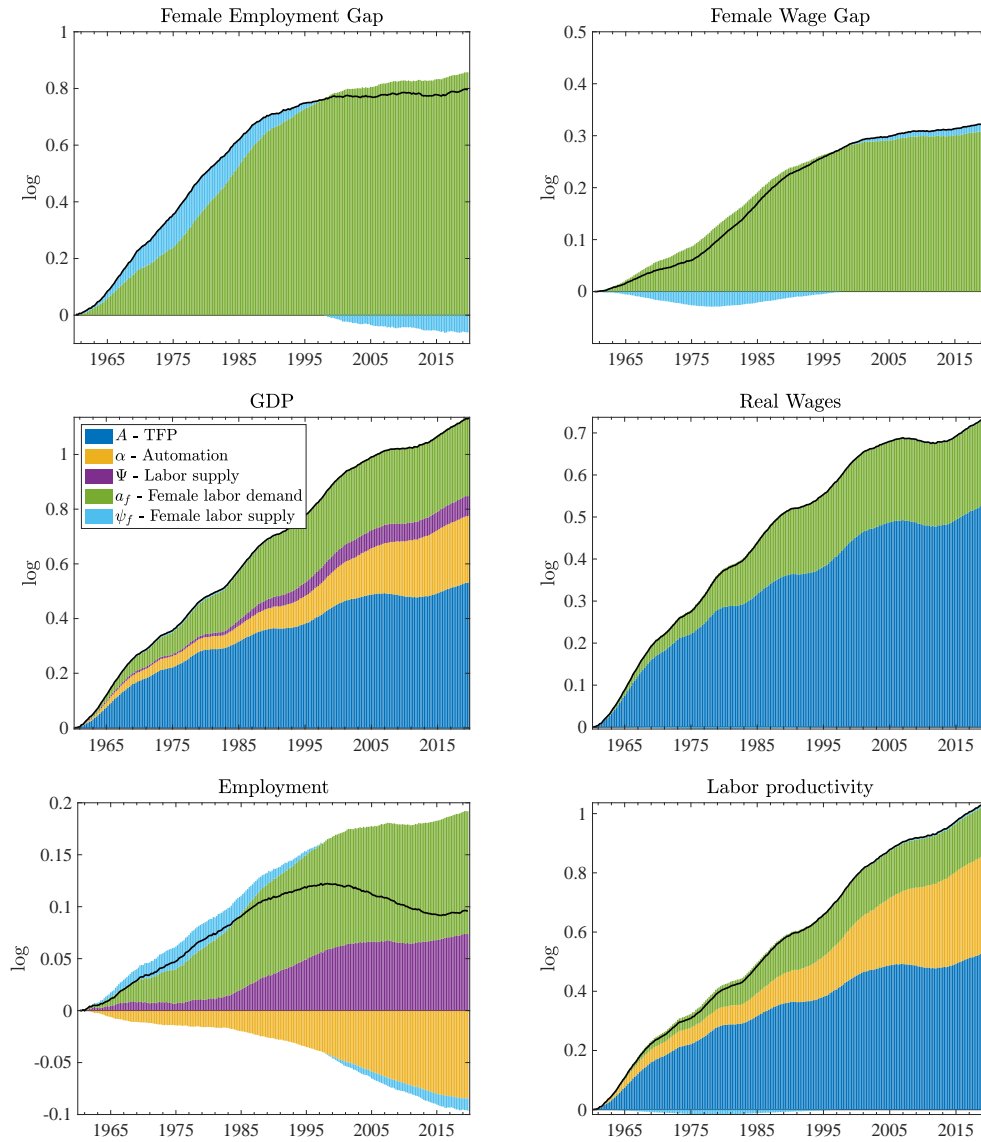 Female Employment Gap
1
0.8
0.6
0.4
0.2
0
log
1965 1975 1985 1995 2005 2015
Female Wage Gap
0.5
0.4
0.3
0.2
0.1
0
log
1965 1975 1985 1995 2005 2015
GDP
1
0.8
0.6
0.4
0.2
0
log
A - TFP
α - Automation
Ψ - Labor supply
a_f - Female labor demand
ψ_f - Female labor supply
1965 1975 1985 1995 2005 2015
Real Wages
0.7
0.6
0.5
0.4
0.3
0.2
0.1
0
log
1965 1975 1985 1995 2005 2015
Employment
0.2
0.15
0.1
0.05
0
-0.05
-0.1
log
1965 1975 1985 1995 2005 2015
Labor productivity
1
0.8
0.6
0.4
0.2
0
log
1965 1975 1985 1995 2005 2015